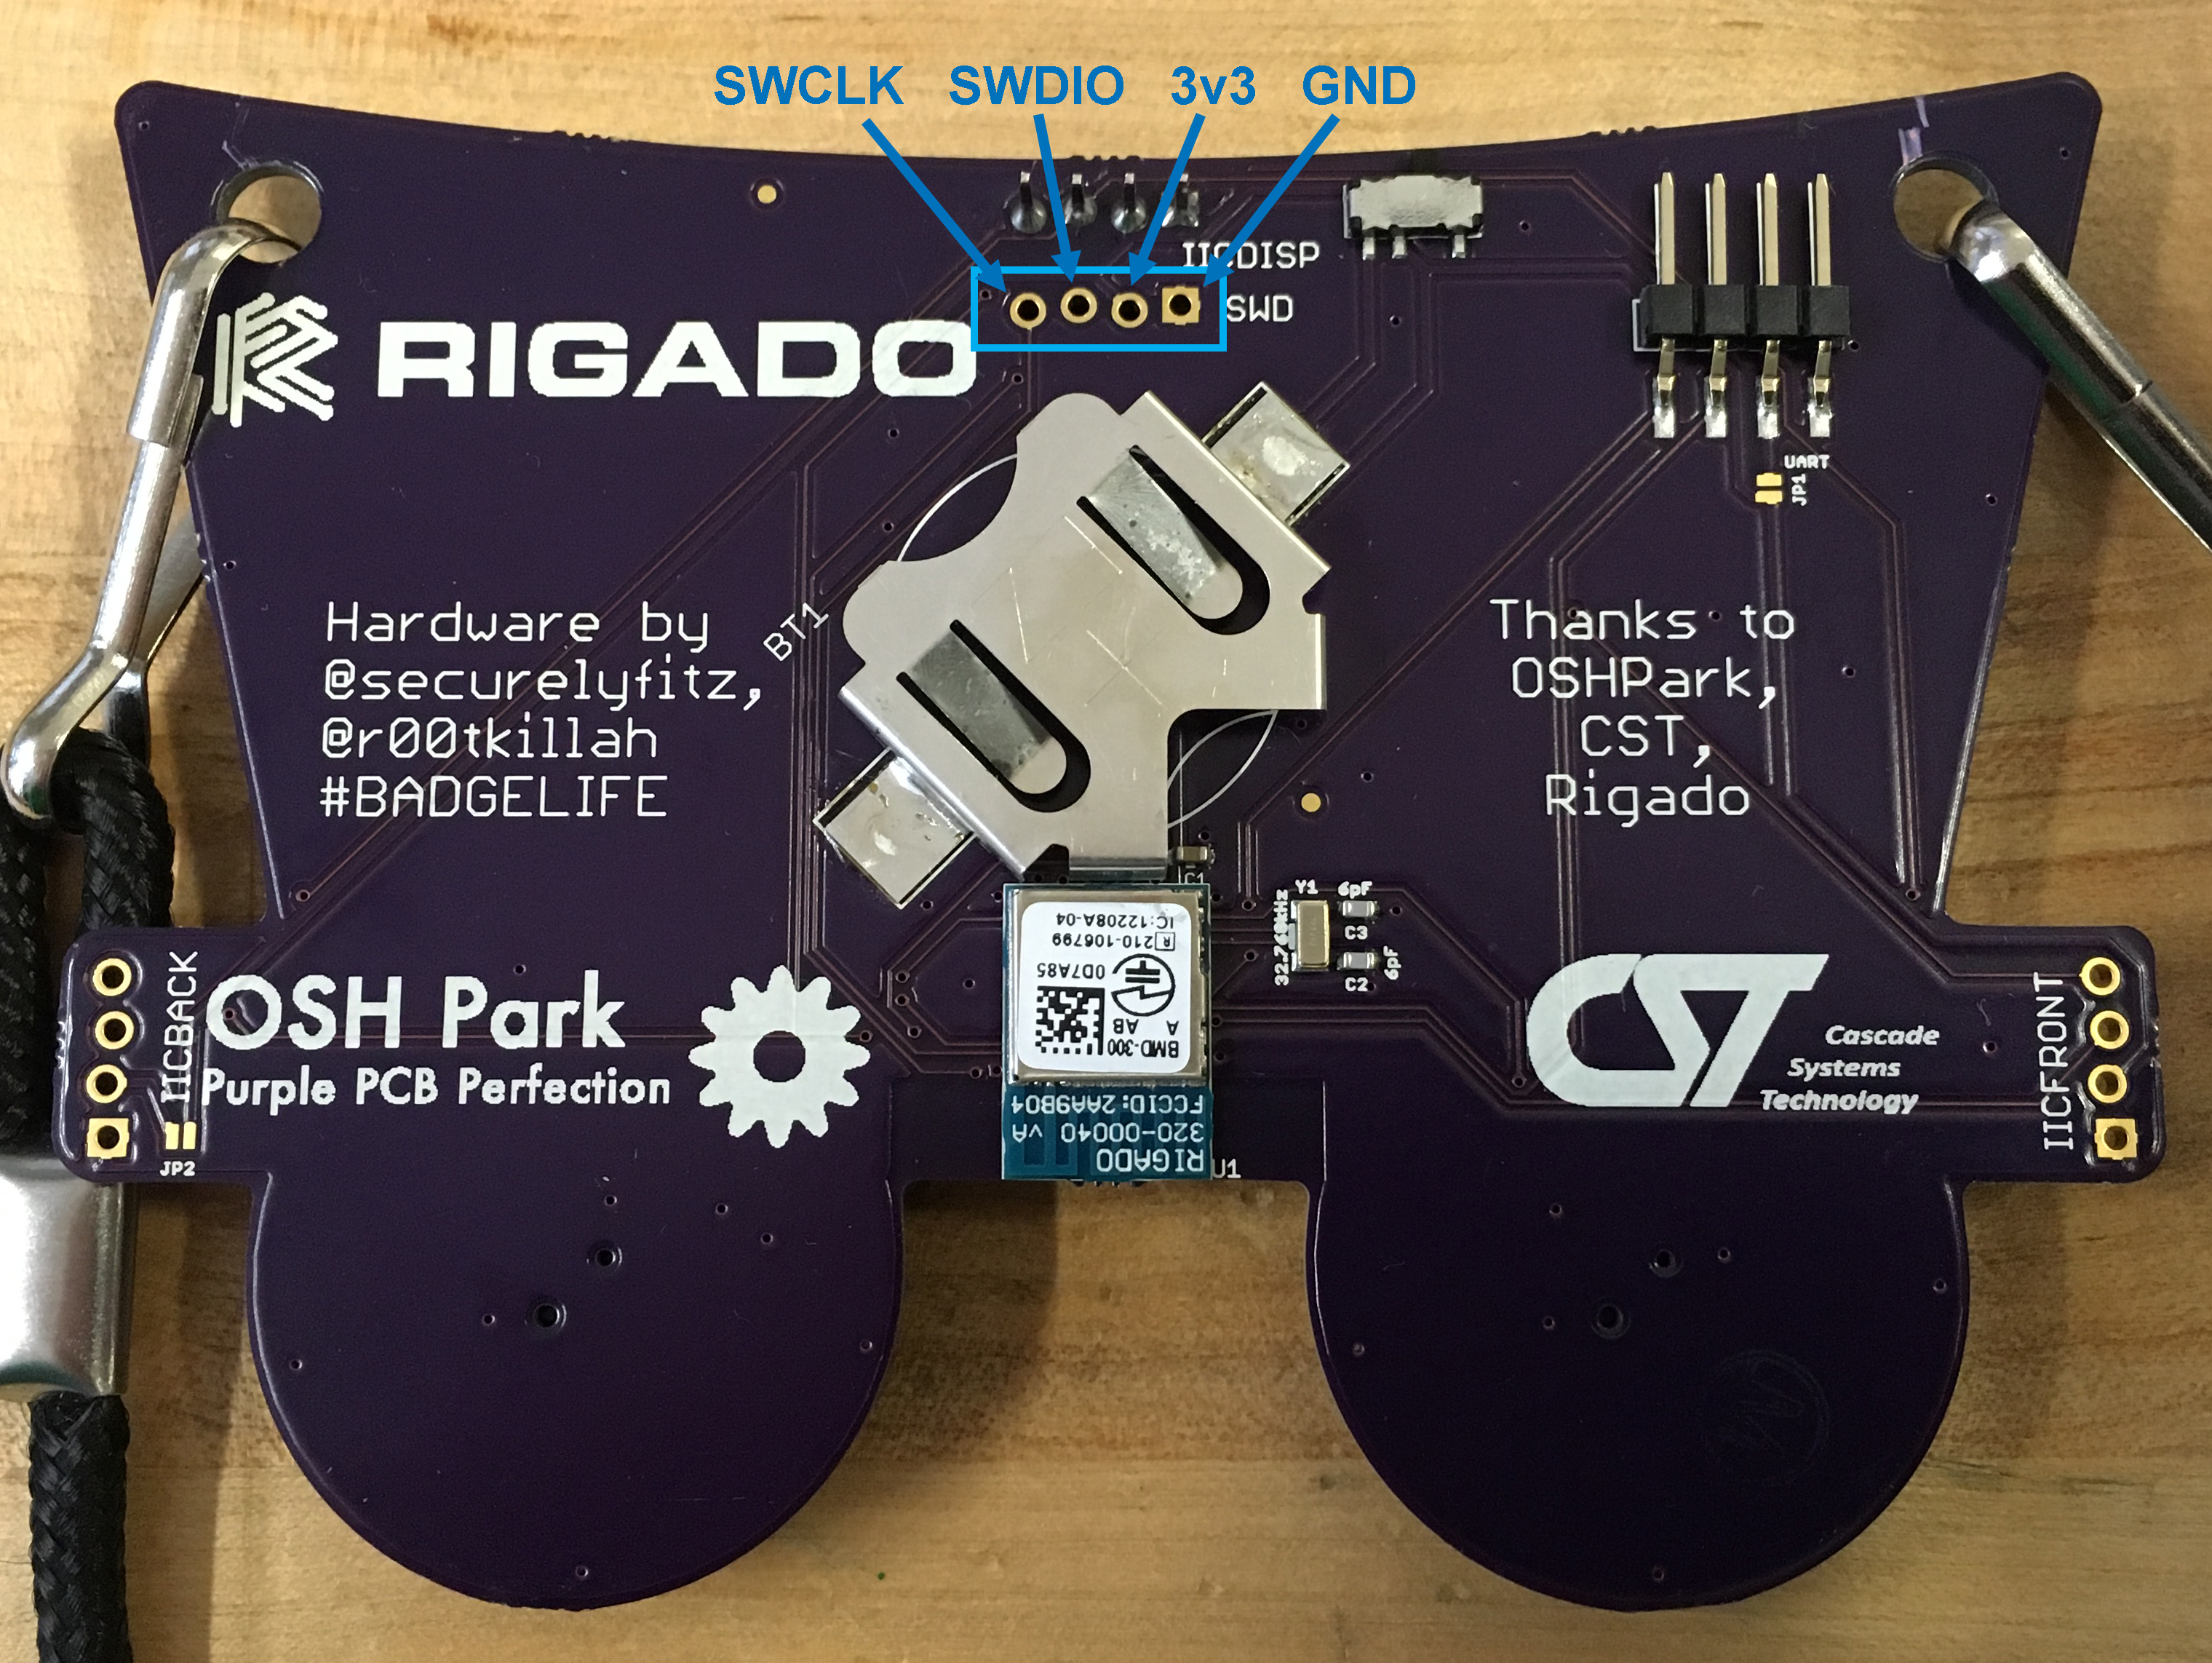 SWCLK SWDIO 3v3 GND
IICDISP
SWD
RIGADO
UART
JP1
BT1
Hardware by
@securelyfitz,
@r00tkillah
#BADGELIFE
Thanks to
OSHPark,
CST,
Rigado
C1
Y1 6pF
32.768kHz
C3
C2 6pF
IC:12208A-04
R 210-106799
0D7A85
AB A
BMD-300
FCCID:2AA9B04
320-00040 vA
RIGADO
U1
IICBACK
JP2
OSH Park
Purple PCB Perfection
CST
Cascade
Systems
Technology
IICFRONT